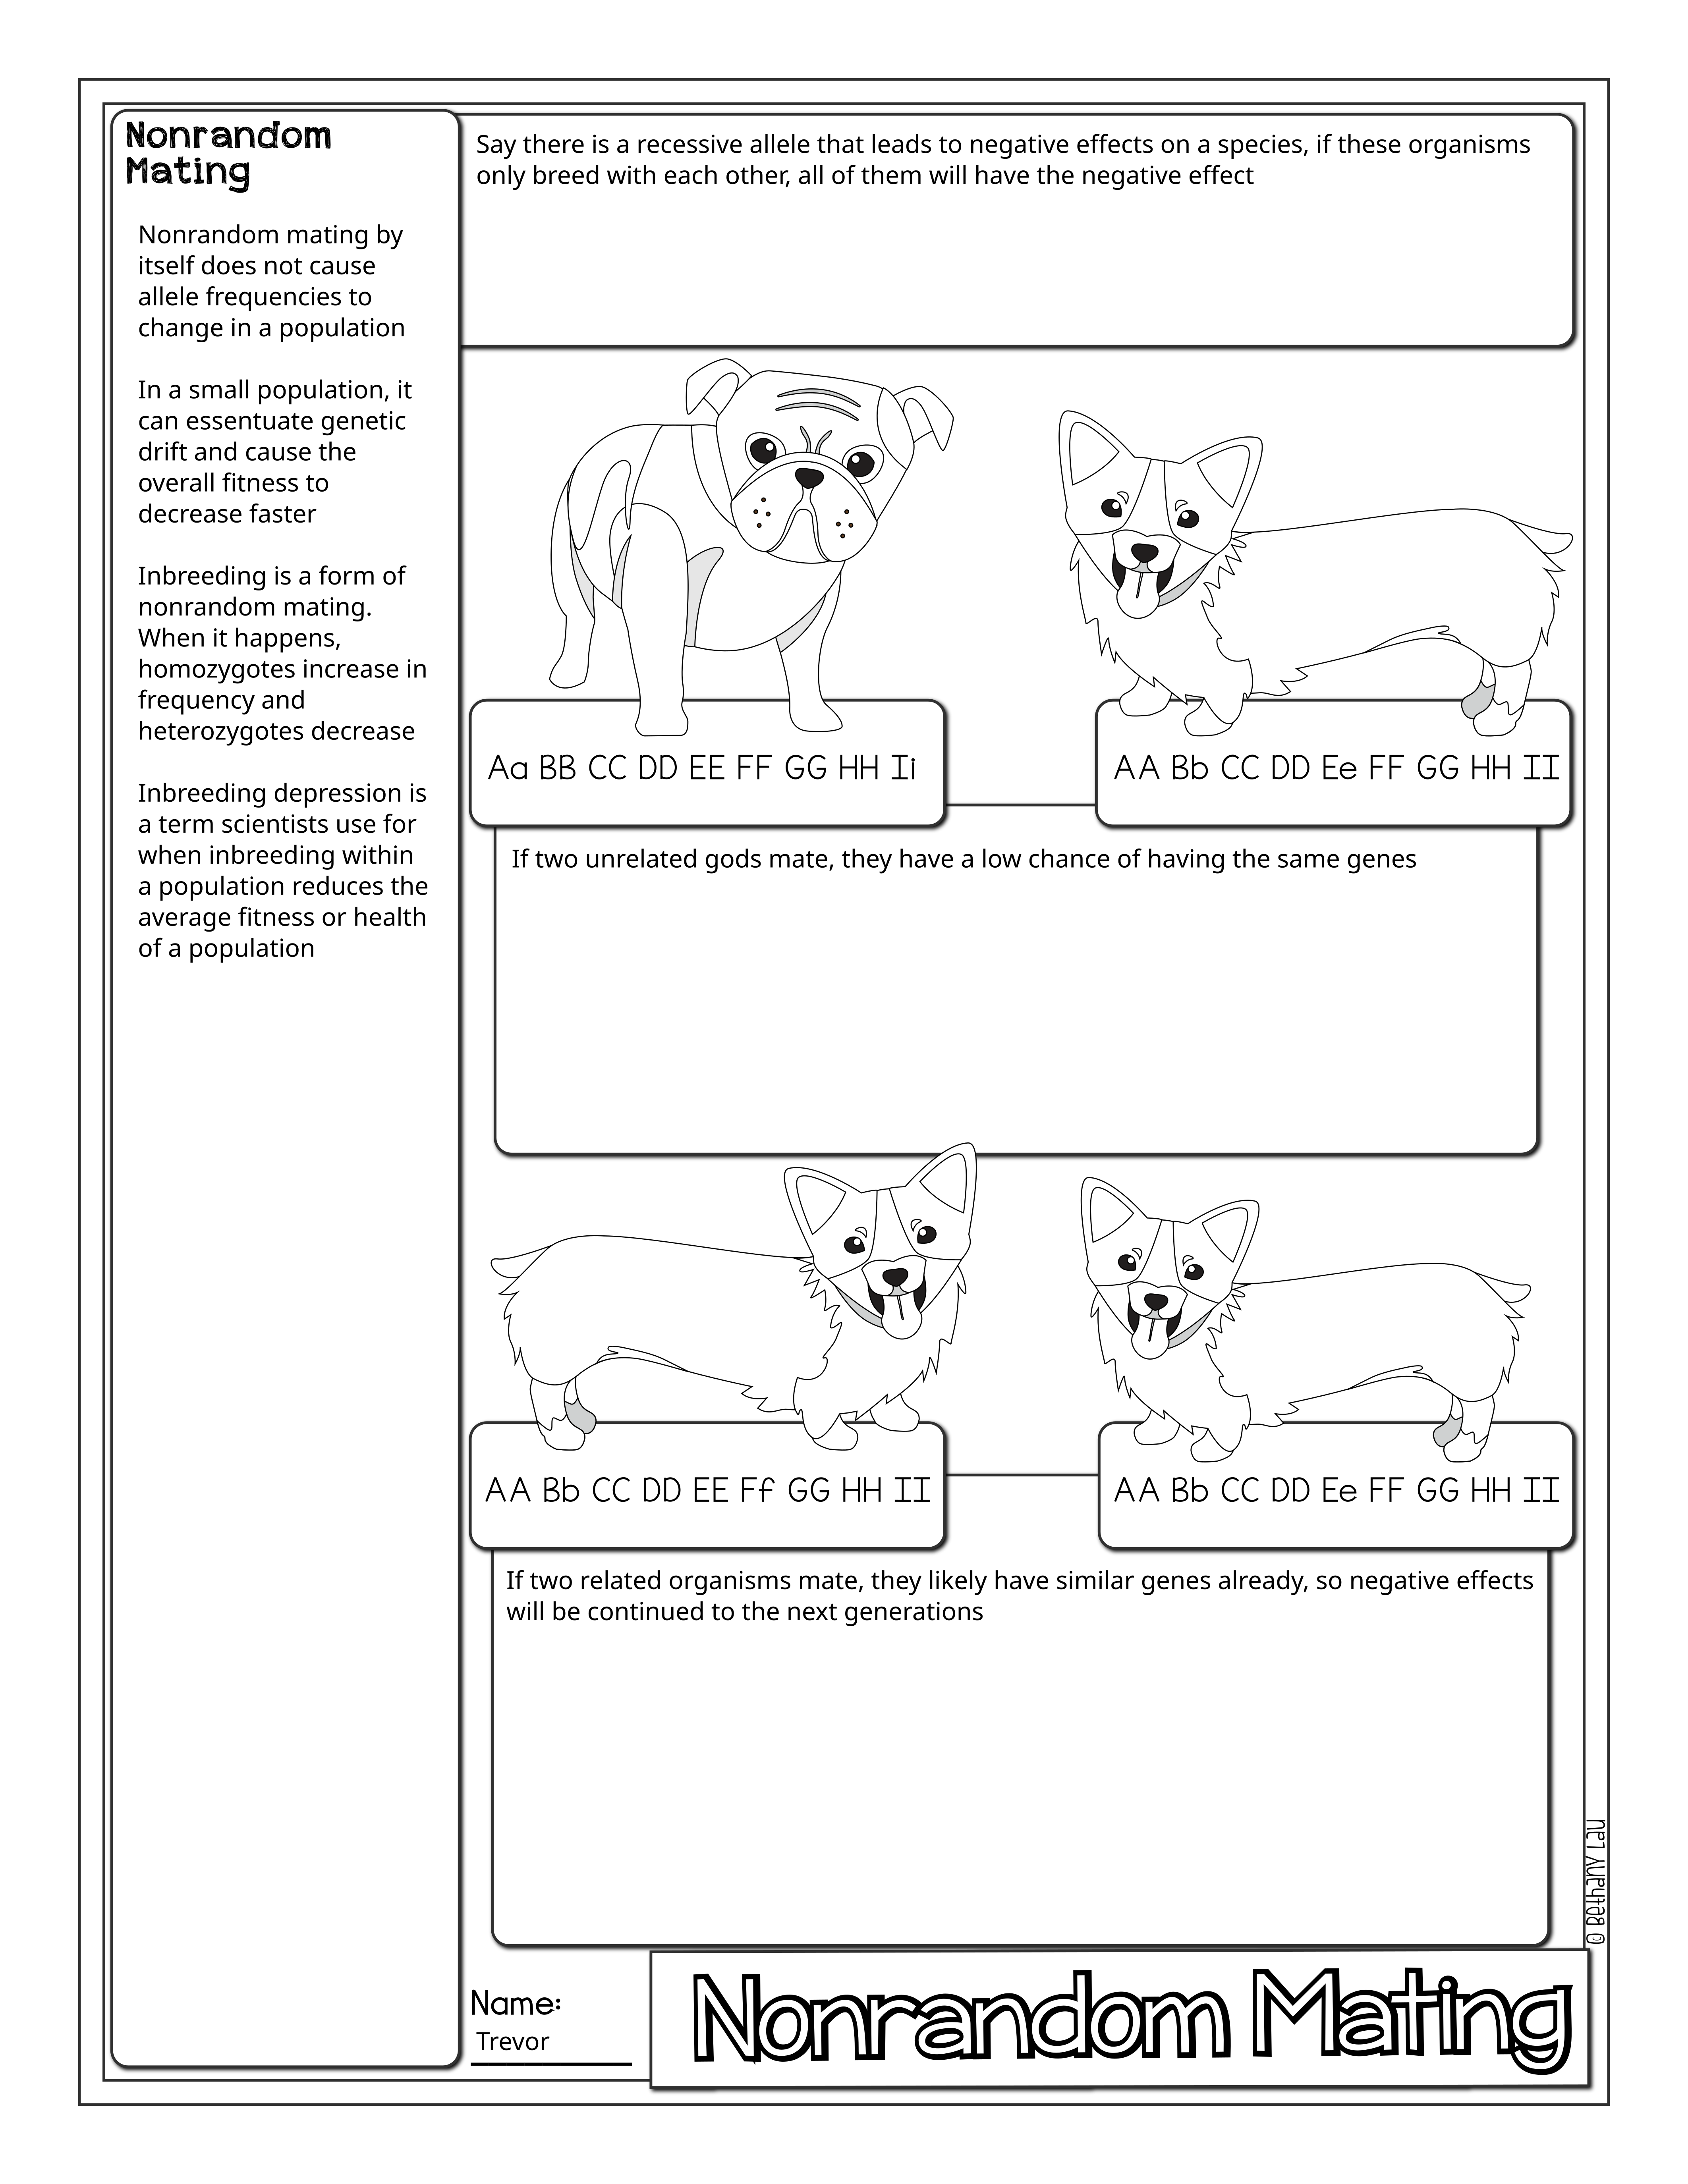 Nonrandom
Mating
Nonrandom mating by
itself does not cause
allele frequencies to
change in a population
In a small population, it
can essentuate genetic
drift and cause the
overall fitness to
decrease faster
Inbreeding is a form of
nonrandom mating.
When it happens,
homozygotes increase in
frequency and
heterozygotes decrease
Inbreeding depression is
a term scientists use for
when inbreeding within
a population reduces the
average fitness or health
of a population
Say there is a recessive allele that leads to negative effects on a species, if these organisms
only breed with each other, all of them will have the negative effect
Aa BB CC DD EE FF GG HH Ii
AA Bb CC DD Ee FF GG HH II
If two unrelated gods mate, they have a low chance of having the same genes
AA Bb CC DD EE Ff GG HH II
AA Bb CC DD Ee FF GG HH II
If two related organisms mate, they likely have similar genes already, so negative effects
will be continued to the next generations
© Bethany Lau
Name:
Trevor
Nonrandom Mating